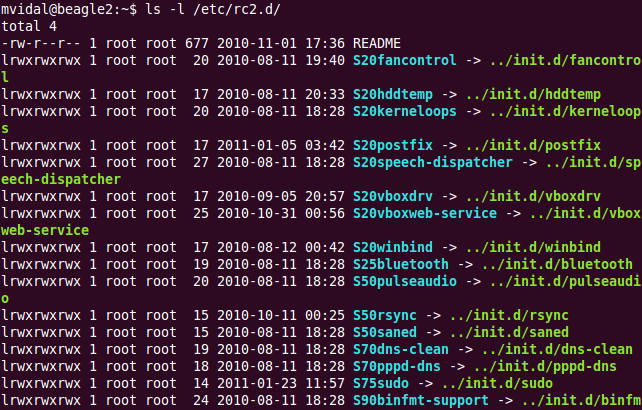 mvidal@beagle2:~$ ls -l /etc/rc2.d/
total 4
-rw-r--r-- 1 root root 677 2010-11-01 17:36 README
lrwxrwxrwx 1 root root  20 2010-08-11 19:40 S20fancontrol -> ../init.d/fancontro
l
lrwxrwxrwx 1 root root  17 2010-08-11 20:33 S20hddtemp -> ../init.d/hddtemp
lrwxrwxrwx 1 root root  20 2010-08-11 18:28 S20kerneloops -> ../init.d/kerneloop
s
lrwxrwxrwx 1 root root  17 2011-01-05 03:42 S20postfix -> ../init.d/postfix
lrwxrwxrwx 1 root root  27 2010-08-11 18:28 S20speech-dispatcher -> ../init.d/sp
eech-dispatcher
lrwxrwxrwx 1 root root  17 2010-09-05 20:57 S20vboxdrv -> ../init.d/vboxdrv
lrwxrwxrwx 1 root root  25 2010-10-31 00:56 S20vboxweb-service -> ../init.d/vbox
web-service
lrwxrwxrwx 1 root root  17 2010-08-12 00:42 S20winbind -> ../init.d/winbind
lrwxrwxrwx 1 root root  19 2010-08-11 18:28 S25bluetooth -> ../init.d/bluetooth
lrwxrwxrwx 1 root root  20 2010-08-11 18:28 S50pulseaudio -> ../init.d/pulseaudi
o
lrwxrwxrwx 1 root root  15 2010-10-11 00:25 S50rsync -> ../init.d/rsync
lrwxrwxrwx 1 root root  15 2010-08-11 18:28 S50saned -> ../init.d/saned
lrwxrwxrwx 1 root root  19 2010-08-11 18:28 S70dns-clean -> ../init.d/dns-clean
lrwxrwxrwx 1 root root  18 2010-08-11 18:28 S70pppd-dns -> ../init.d/pppd-dns
lrwxrwxrwx 1 root root  14 2011-01-23 11:57 S75sudo -> ../init.d/sudo
lrwxrwxrwx 1 root root  24 2010-08-11 18:28 S90binfmt-support -> ../init.d/binfm